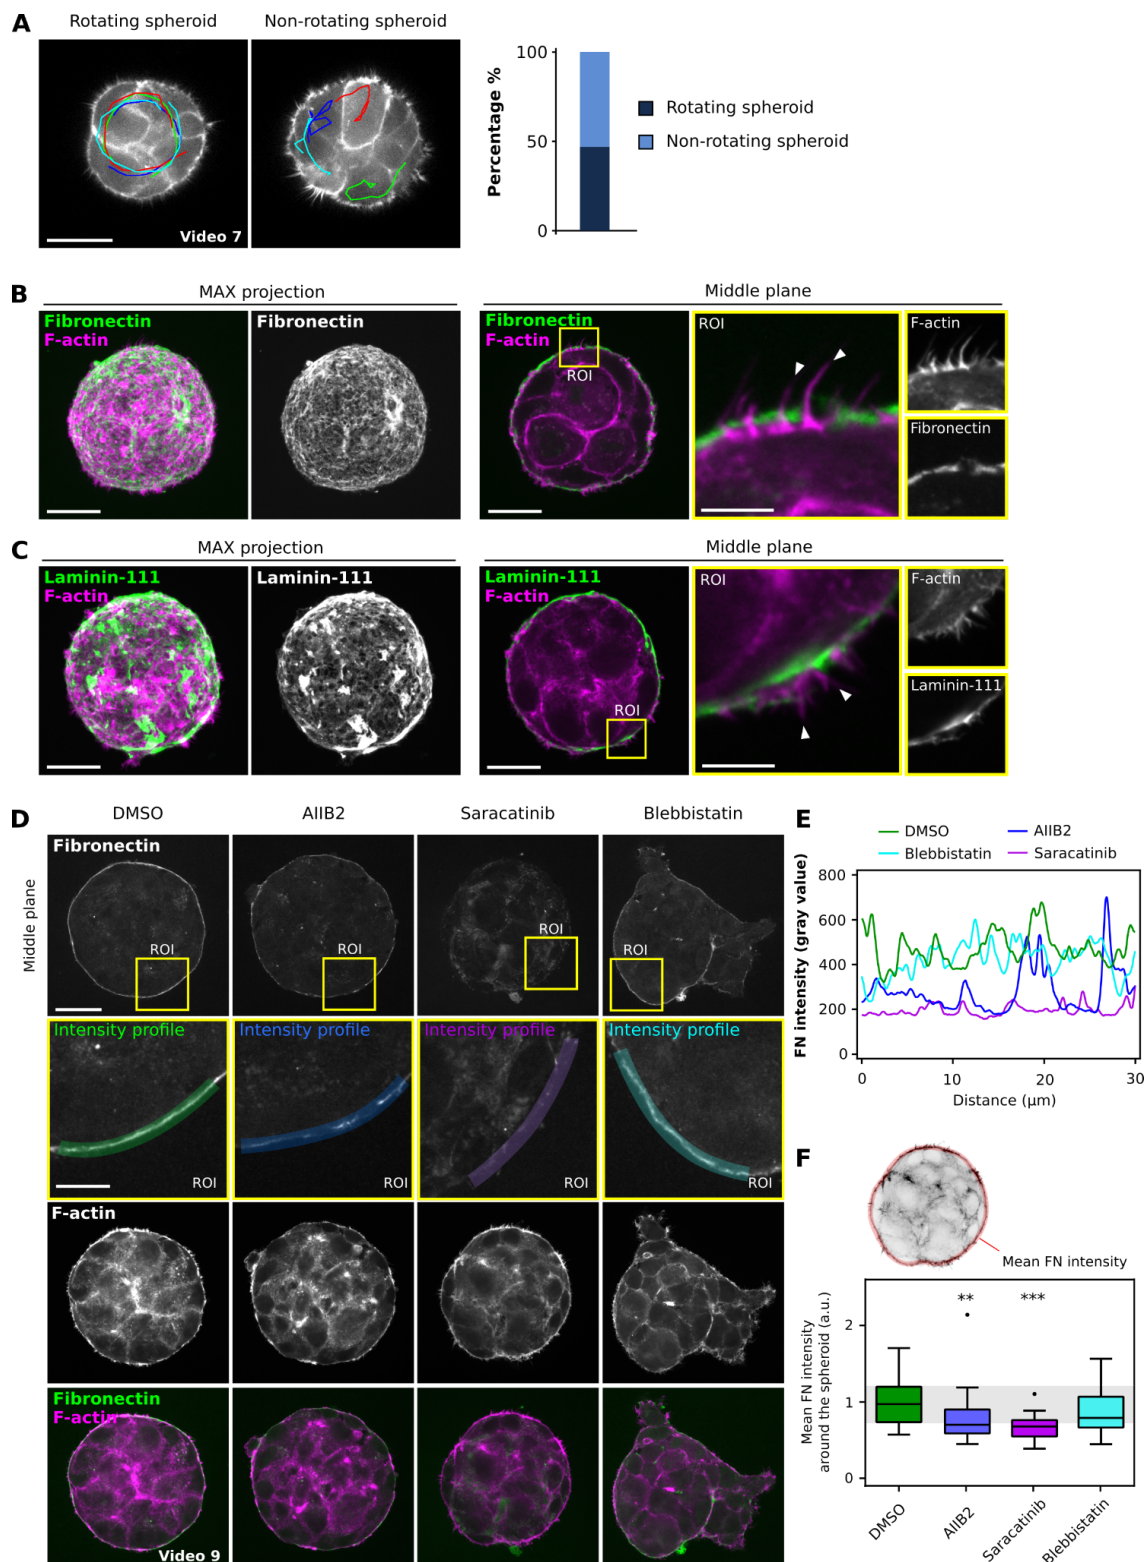 A
Rotating spheroid
Non-rotating spheroid
Video 7
Percentage %
100
50
0
Rotating spheroid
Non-rotating spheroid
B
MAX projection
Middle plane
Fibronectin
F-actin
Fibronectin
Fibronectin
F-actin
ROI
ROI
F-actin
Fibronectin
C
MAX projection
Middle plane
Laminin-111
F-actin
Laminin-111
Laminin-111
F-actin
ROI
ROI
F-actin
Laminin-111
D
DMSO
AIIB2
Saracatinib
Blebbistatin
Middle plane
Fibronectin
ROI
ROI
ROI
ROI
Intensity profile
Intensity profile
Intensity profile
Intensity profile
ROI
ROI
ROI
ROI
F-actin
Fibronectin
F-actin
Video 9
E
DMSO
AIIB2
Blebbistatin
Saracatinib
FN intensity (gray value)
800
600
400
200
0
0
10
20
30
Distance (µm)
F
Mean FN intensity
Mean FN intensity
around the spheroid (a.u.)
2
1
0
**
***
DMSO
AIIB2
Saracatinib
Blebbistatin